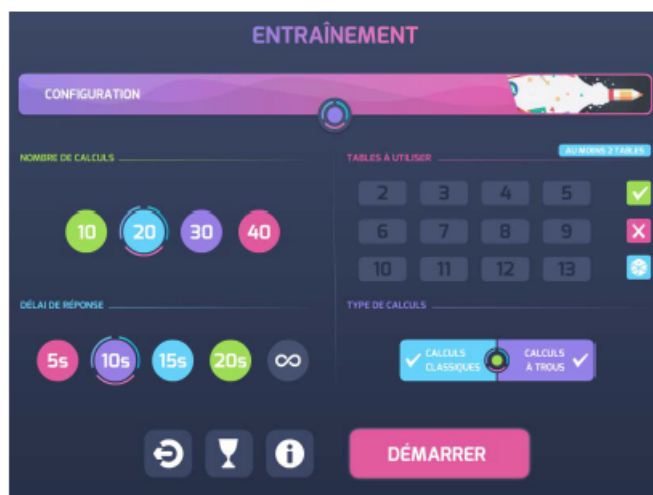 ENTRAÎNEMENT
CONFIGURATION
NOMBRE DE CALCULS
10 20 30 40
TABLES À UTILISER
AU MOINS 2 TABLES
2 3 4 5
6 7 8 9
10 11 12 13
DÉLAI DE RÉPONSE
5s 10s 15s 20s ∞
TYPE DE CALCULS
CALCULS
CLASSIQUES
CALCULS
À TROUS
DÉMARRER